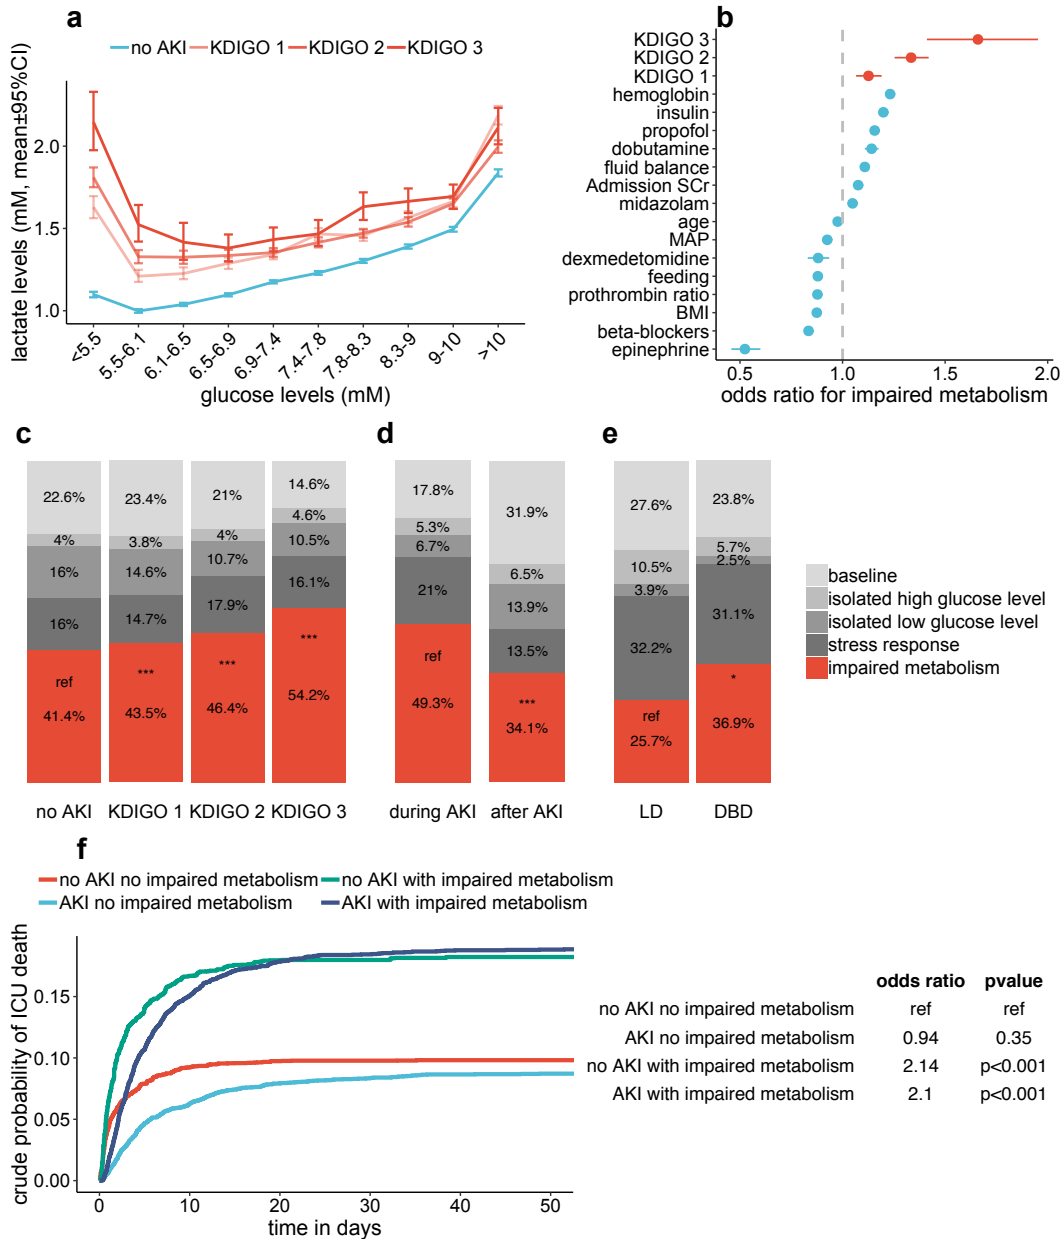 a
no AKI KDIGO 1 KDIGO 2 KDIGO 3
lactate levels (mM, mean±95%CI)
2.0
1.5
1.0
<5.5
5.5-6.1
6.1-6.5
6.5-6.9
6.9-7.4
7.4-7.8
7.8-8.3
8.3-9
9-10
>10
glucose levels (mM)
b
KDIGO 3
KDIGO 2
KDIGO 1
hemoglobin
insulin
propofol
dobutamine
fluid balance
Admission SCr
midazolam
age
MAP
dexmedetomidine
feeding
prothrombin ratio
BMI
beta-blockers
epinephrine
0.5 1.0 1.5 2.0
odds ratio for impaired metabolism
c
22.6%
4%
16%
16%
ref
41.4%
no AKI
23.4%
3.8%
14.6%
14.7%
***
43.5%
KDIGO 1
21%
4%
10.7%
17.9%
***
46.4%
KDIGO 2
14.6%
4.6%
10.5%
16.1%
***
54.2%
KDIGO 3
d
17.8%
5.3%
6.7%
21%
ref
49.3%
during AKI
31.9%
6.5%
13.9%
13.5%
***
34.1%
after AKI
e
27.6%
10.5%
3.9%
32.2%
ref
25.7%
LD
23.8%
5.7%
2.5%
31.1%
*
36.9%
DBD
baseline
isolated high glucose level
isolated low glucose level
stress response
impaired metabolism
f
no AKI no impaired metabolism no AKI with impaired metabolism
AKI no impaired metabolism AKI with impaired metabolism
crude probability of ICU death
0.15
0.10
0.05
0.00
0 10 20 30 40 50
time in days
odds ratio pvalue
no AKI no impaired metabolism ref ref
AKI no impaired metabolism 0.94 0.35
no AKI with impaired metabolism 2.14 p<0.001
AKI with impaired metabolism 2.1 p<0.001